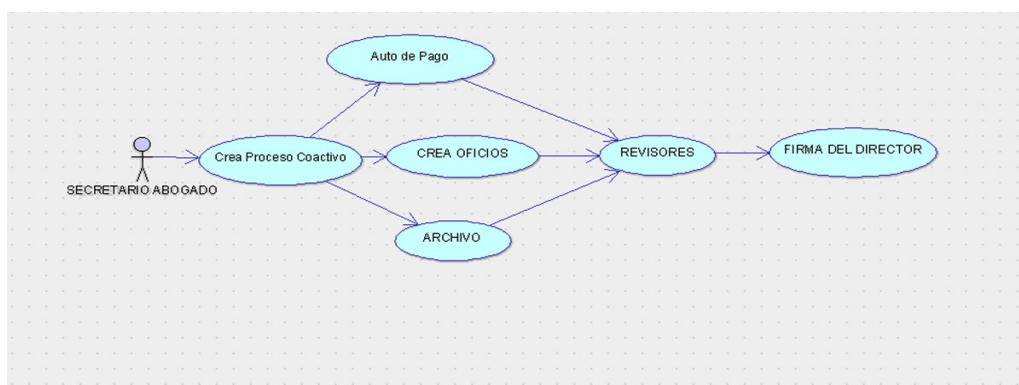 Auto de Pago
Crea Proceso Coactivo
CREA OFICIOS
REVISORES
FIRMA DEL DIRECTOR
SECRETARIO ABOGADO
ARCHIVO